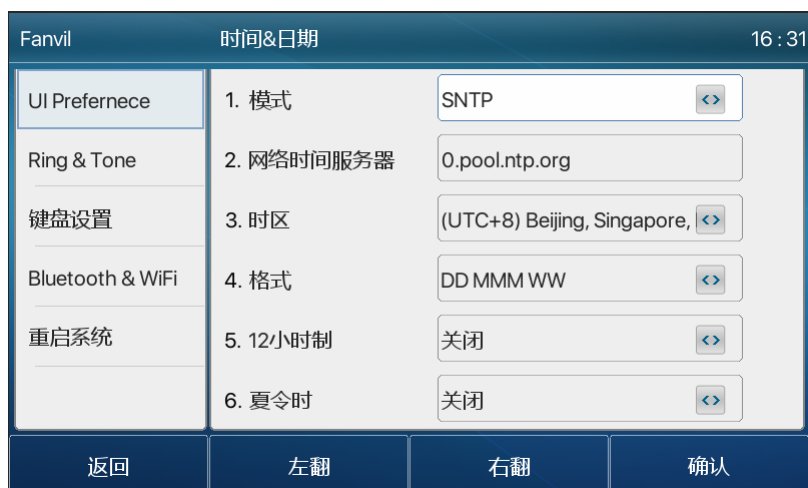 Fanvil 时间&日期 16:31
UI Prefernece
Ring & Tone
键盘设置
Bluetooth & WiFi
重启系统
1. 模式 SNTP
2. 网络时间服务器 0.pool.ntp.org
3. 时区 (UTC+8) Beijing, Singapore,
4. 格式 DD MMM WW
5. 12小时制 关闭
6. 夏令时 关闭
返回 左翻 右翻 确认